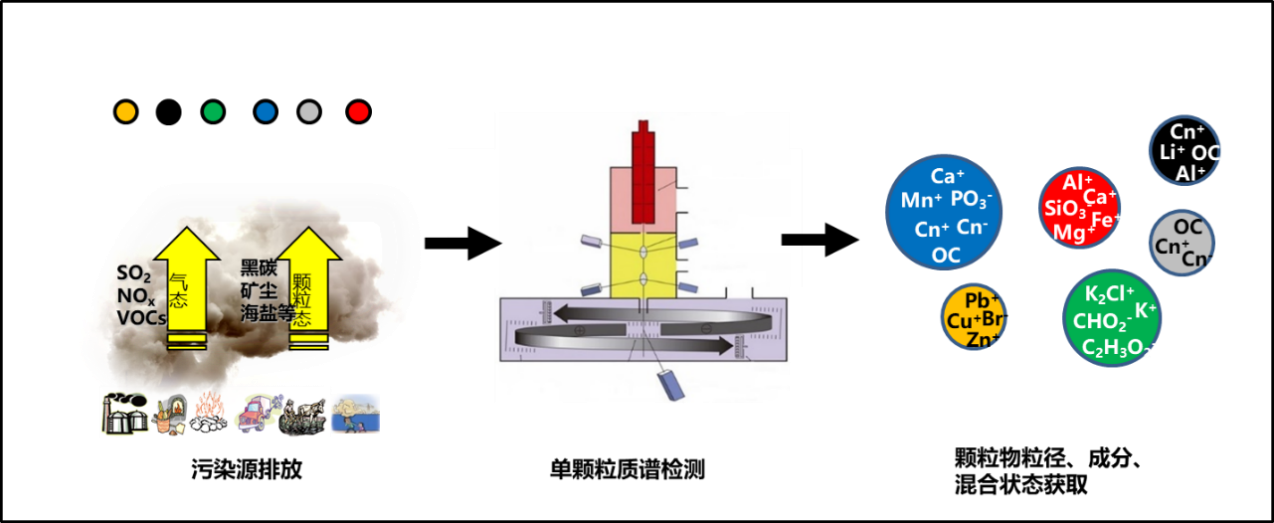 SO₂
NOₓ
VOCs
气态
黑碳
矿尘
海盐等
颗粒态
污染源排放
单颗粒质谱检测
Ca⁺
Mn⁺ PO₃⁻
Cn⁺ Cn⁻
OC
Al⁺
SiO₃⁻ Ca⁺
Mg⁺ Fe⁺
Cn⁺
Li⁺ OC
Al⁺
OC
Cn⁺
Cn⁻
Pb⁺
Cu⁺ Br⁻
Zn⁺
K₂Cl⁺
CHO₂⁻ K⁺
C₂H₃O₂⁻
颗粒物粒径、成分、
混合状态获取